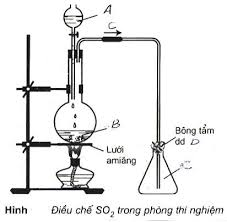 A
C
B
Lưới
amiăng
Bông tẩm
dd D
Hình Điều chế SO2 trong phòng thí nghiệm